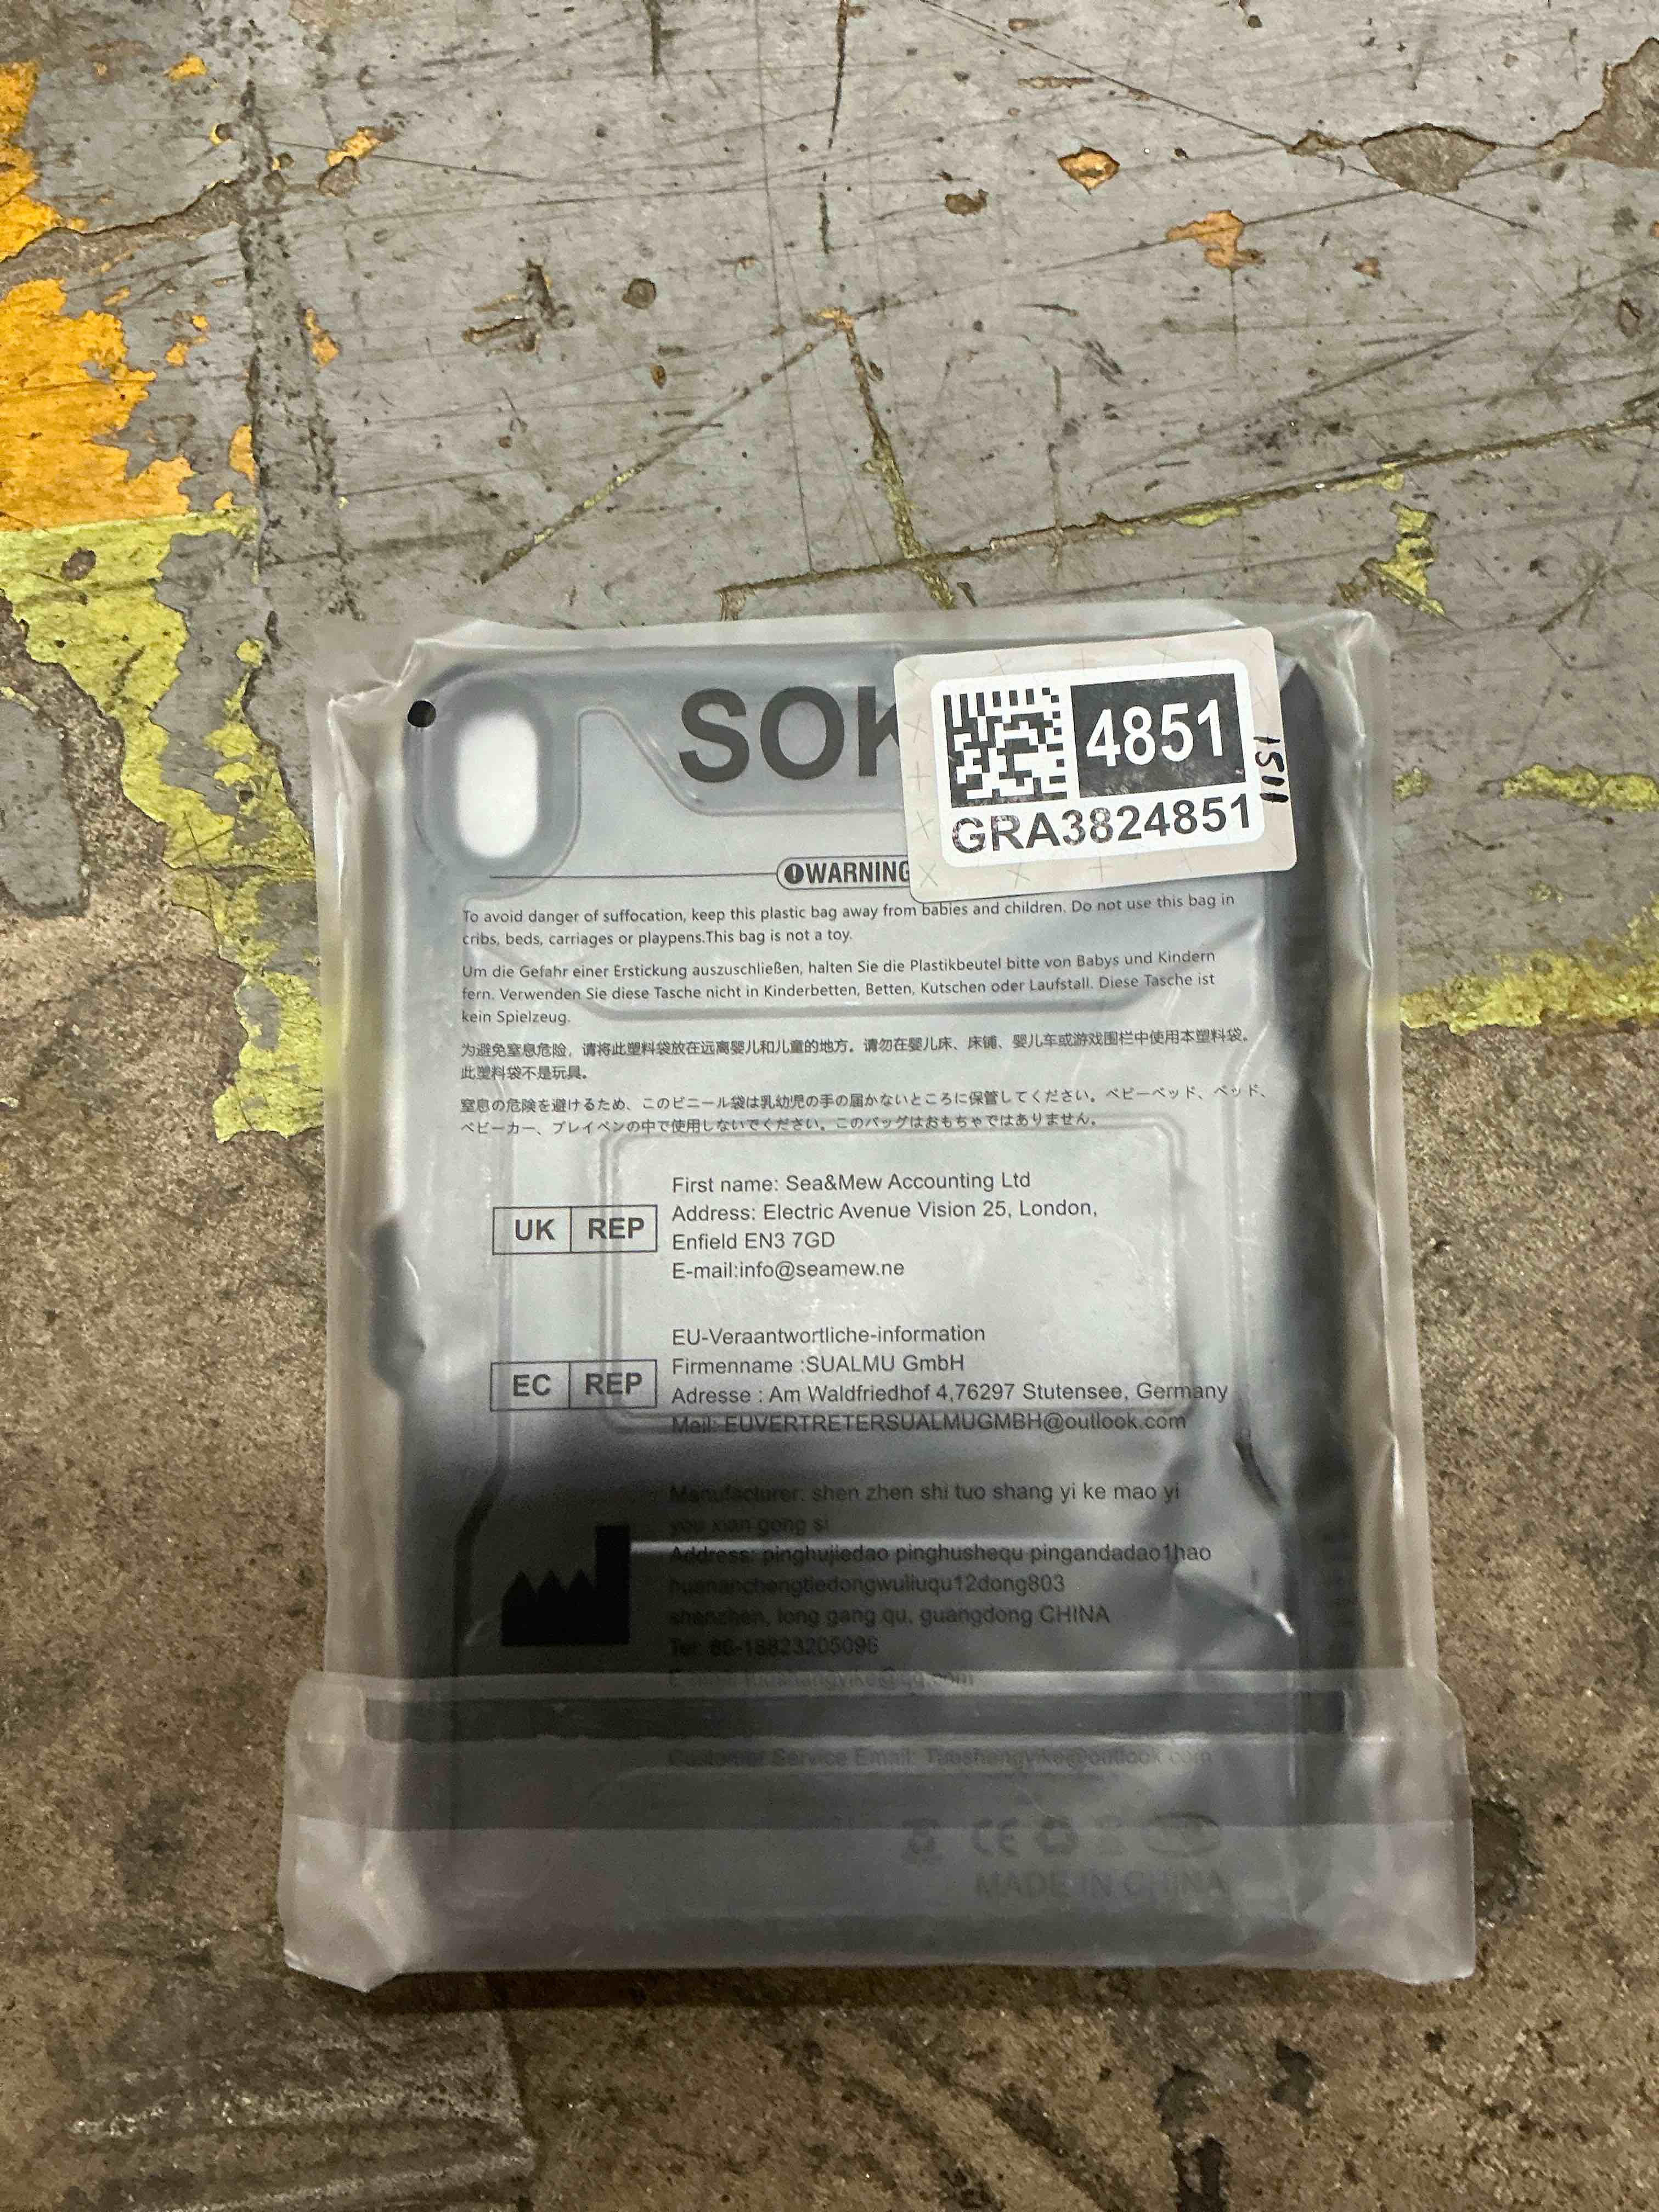 SOK
4851
GRA3824851
1511
WARNING
To avoid danger of suffocation, keep this plastic bag away from babies and children. Do not use this bag in
cribs, beds, carriages or playpens.This bag is not a toy.
Um die Gefahr einer Erstickung auszuschließen, halten Sie die Plastikbeutel bitte von Babys und Kindern
fern. Verwenden Sie diese Tasche nicht in Kinderbetten, Betten, Kutschen oder Laufstall. Diese Tasche ist
kein Spielzeug.
为避免窒息危险，请将此塑料袋放在远离婴儿和儿童的地方。请勿在婴儿床、床铺、婴儿车或游戏围栏中使用本塑料袋。
此塑料袋不是玩具。
窒息の危険を避けるため、このビニール袋は乳幼児の手の届かないところに保管してください。ベビーベッド、ベッド、
ベビーカー、プレイペンの中で使用しないでください。このバッグはおもちゃではありません。
UK REP
First name: Sea&Mew Accounting Ltd
Address: Electric Avenue Vision 25, London,
Enfield EN3 7GD
E-mail:info@seamew.ne
EC REP
EU-Veraantwortliche-information
Firmenname :SUALMU GmbH
Adresse : Am Waldfriedhof 4,76297 Stutensee, Germany
Mail: EUVERTRETERSUALMUGMBH@outlook.com
Manufacturer: shen zhen shi tuo shang yi ke mao yi
you xian gong si
Address: pinghujiedao pinghushequ pingandadao1hao
huananchengtiedongwuliuqu12dong803
shenzhen, long gang qu, guangdong CHINA
Tel: 86-18823205096
Customer Service Email: Tuoshangyike@outlook.com
CE
MADE IN CHINA